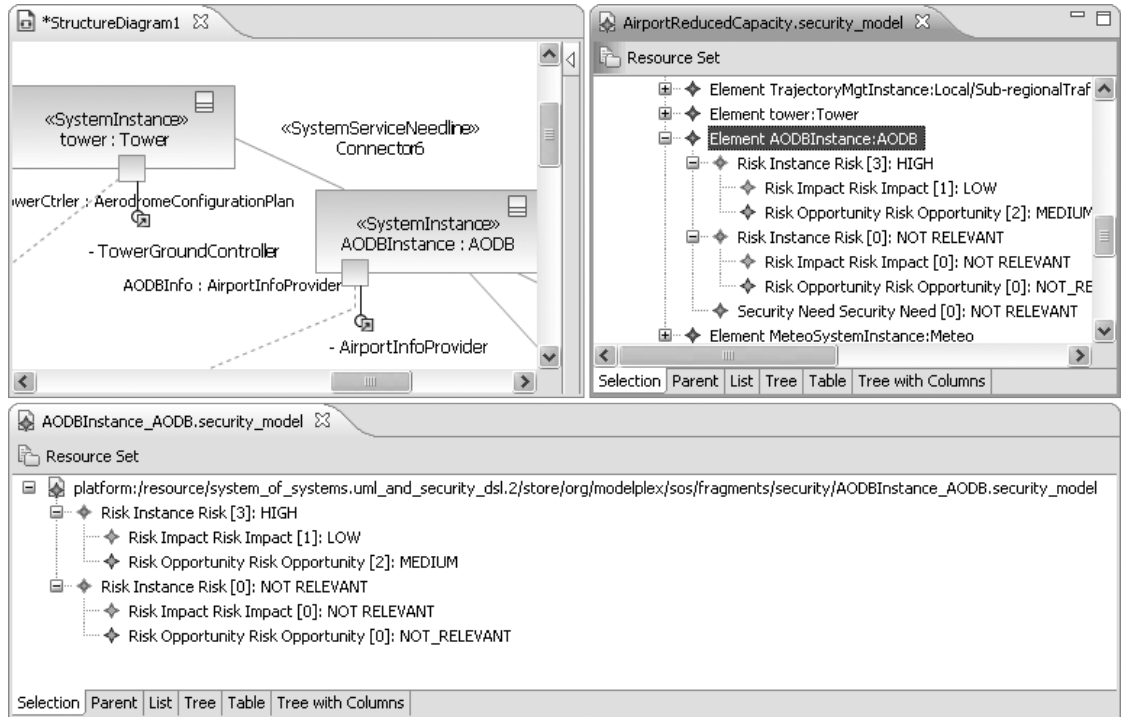 *StructureDiagram1
«SystemInstance»
tower : Tower
«SystemServiceNeedline»
Connector6
werCtrler : AerodromeConfigurationPlan
- TowerGroundController
«SystemInstance»
AODBInstance : AODB
AODBInfo : AirportInfoProvider
- AirportInfoProvider
AirportReducedCapacity.security_model
Resource Set
Element TrajectoryMgtInstance:Local/Sub-regionalTraf
Element tower:Tower
Element AODBInstance:AODB
Risk Instance Risk [3]: HIGH
Risk Impact Risk Impact [1]: LOW
Risk Opportunity Risk Opportunity [2]: MEDIUM
Risk Instance Risk [0]: NOT RELEVANT
Risk Impact Risk Impact [0]: NOT RELEVANT
Risk Opportunity Risk Opportunity [0]: NOT_RE
Security Need Security Need [0]: NOT RELEVANT
Element MeteoSystemInstance:Meteo
Selection Parent List Tree Table Tree with Columns
AODBInstance_AODB.security_model
Resource Set
platform:/resource/system_of_systems.uml_and_security_dsl.2/store/org/modelplex/sos/fragments/security/AODBInstance_AODB.security_model
Risk Instance Risk [3]: HIGH
Risk Impact Risk Impact [1]: LOW
Risk Opportunity Risk Opportunity [2]: MEDIUM
Risk Instance Risk [0]: NOT RELEVANT
Risk Impact Risk Impact [0]: NOT RELEVANT
Risk Opportunity Risk Opportunity [0]: NOT_RELEVANT
Selection Parent List Tree Table Tree with Columns